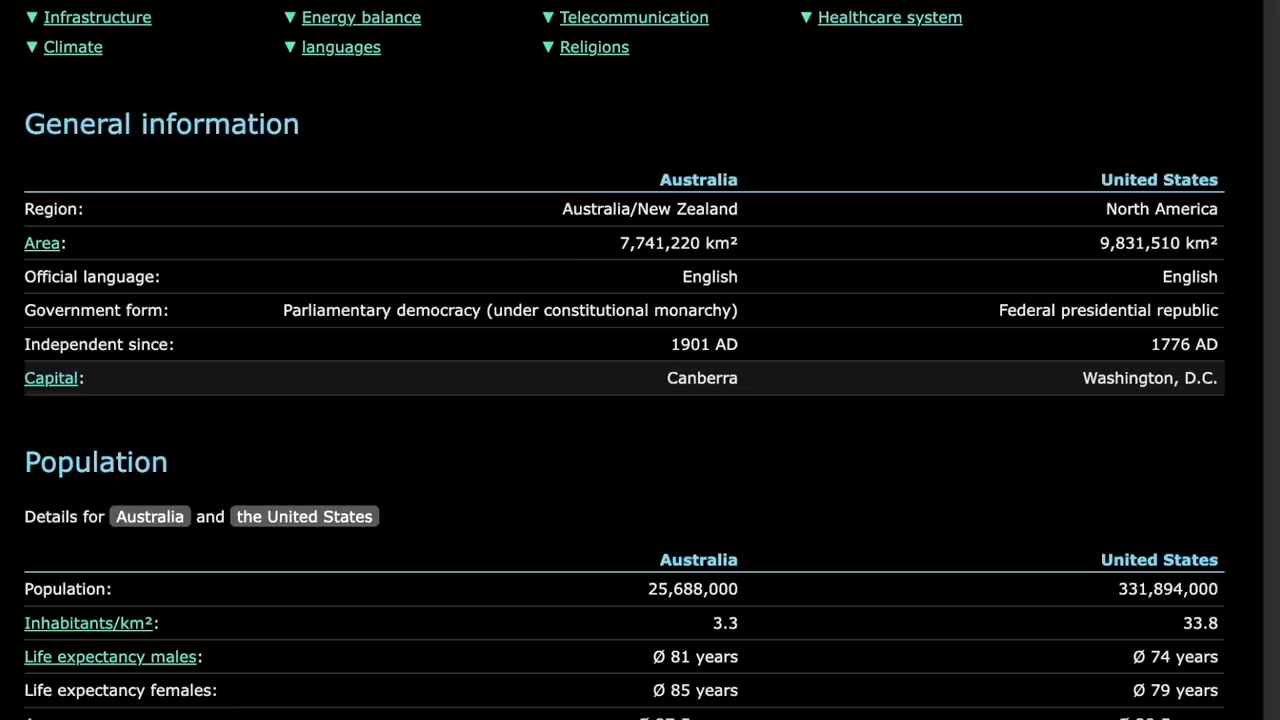 ▼ Infrastructure ▼ Energy balance ▼ Telecommunication ▼ Healthcare system
▼ Climate ▼ languages ▼ Religions
General information
Australia United States
Region: Australia/New Zealand North America
Area: 7,741,220 km² 9,831,510 km²
Official language: English English
Government form: Parliamentary democracy (under constitutional monarchy) Federal presidential republic
Independent since: 1901 AD 1776 AD
Capital: Canberra Washington, D.C.
Population
Details for Australia and the United States
Australia United States
Population: 25,688,000 331,894,000
Inhabitants/km²: 3.3 33.8
Life expectancy males: Ø 81 years Ø 74 years
Life expectancy females: Ø 85 years Ø 79 years